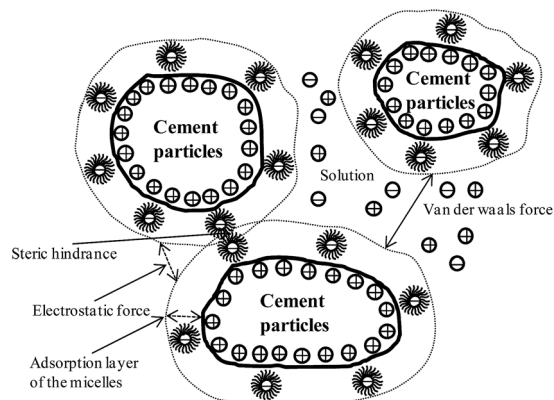 Cement
particles
Cement
particles
Solution
Van der waals force
Steric hindrance
Electrostatic force
Cement
particles
Adsorption layer
of the micelles